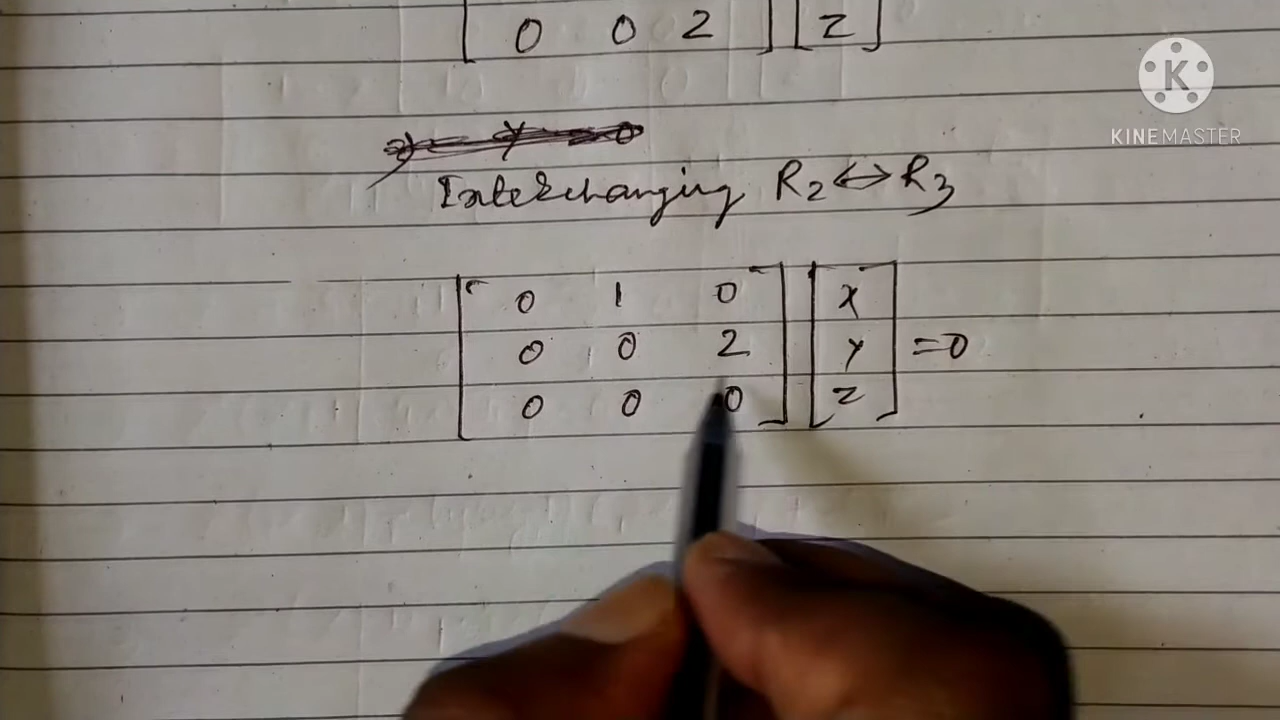 0 0 2 z
KINEMASTER
Interchanging R2 ↔ R3
0 1 0 x
0 0 2 y =0
0 0 0 z